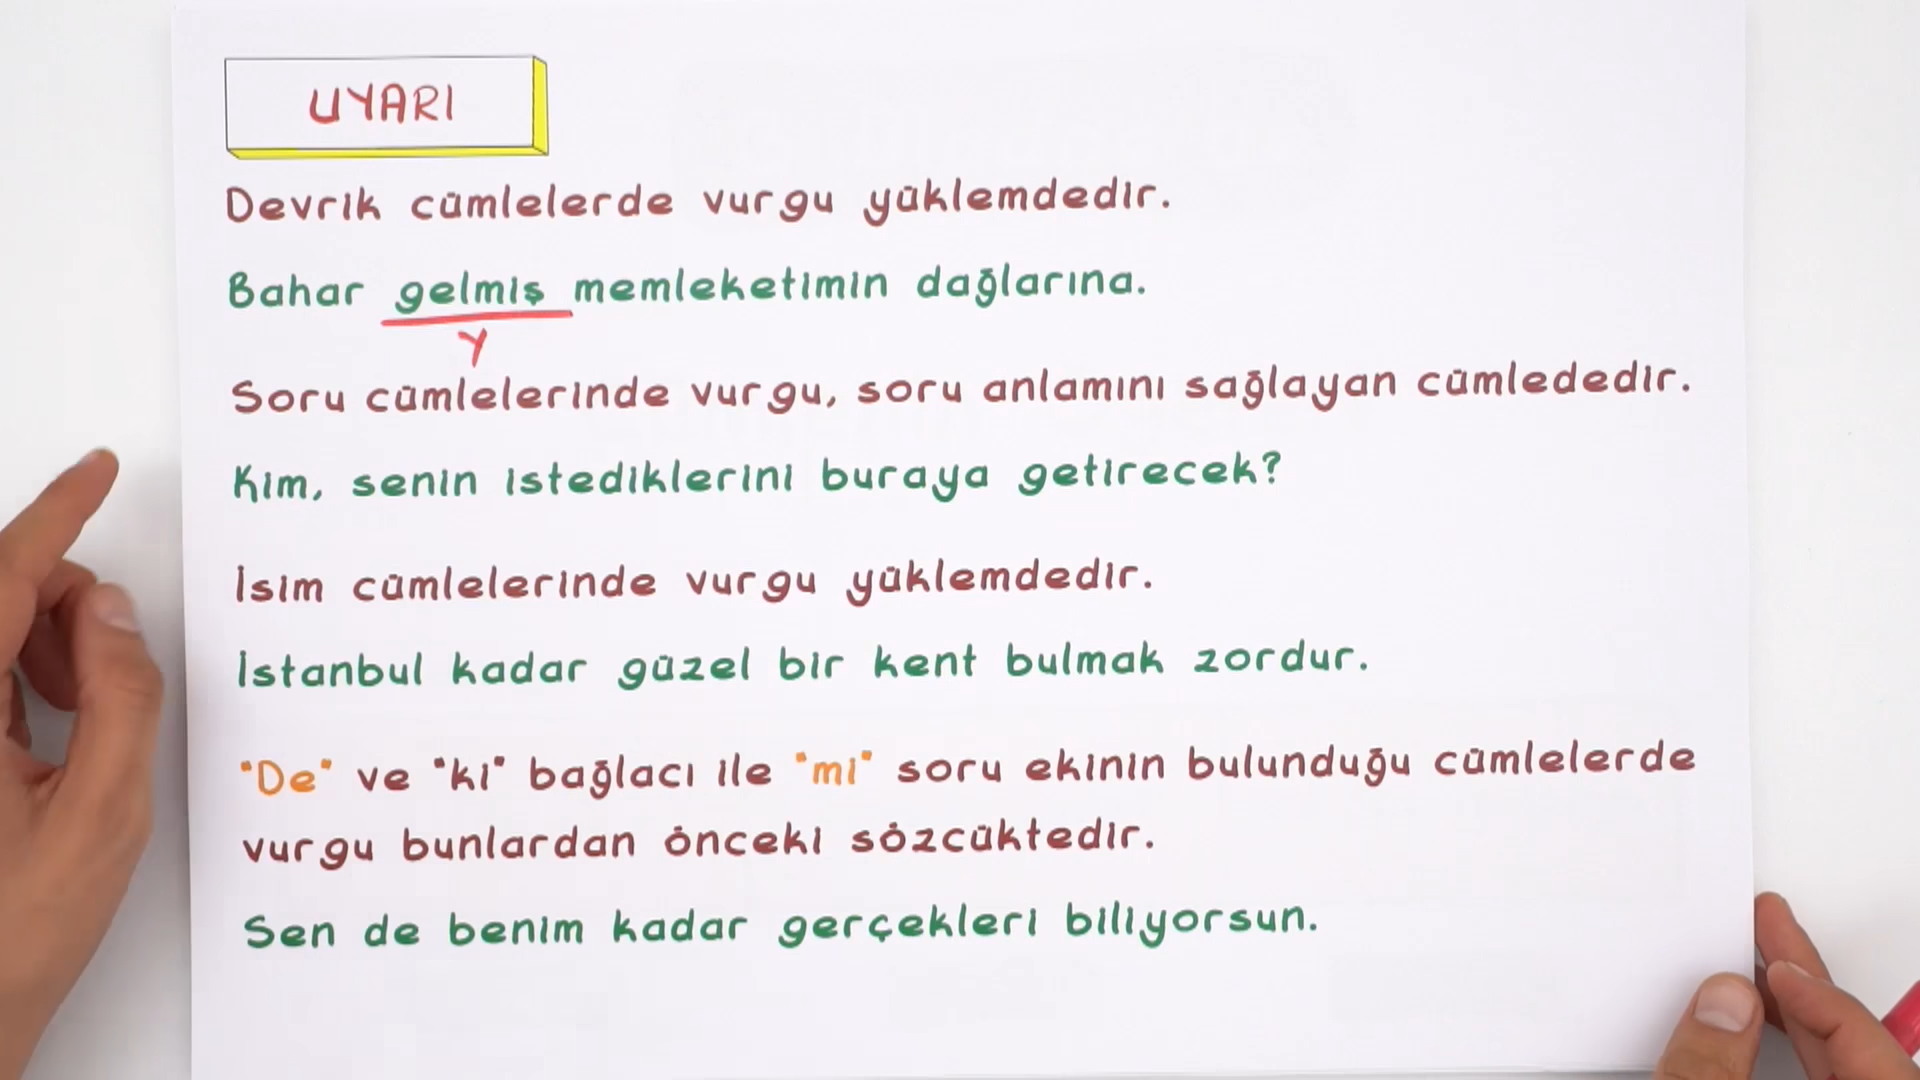 UYARI
Devrik cümlelerde vurgu yüklemdedir.
Bahar gelmiş memleketimin dağlarına.
Y
Soru cümlelerinde vurgu, soru anlamını sağlayan cümlededir.
Kim, senin istediklerini buraya getirecek?
İsim cümlelerinde vurgu yüklemdedir.
İstanbul kadar güzel bir kent bulmak zordur.
"De" ve "ki" bağlacı ile "mi" soru ekinin bulunduğu cümlelerde
vurgu bunlardan önceki sözcüktedir.
Sen de benim kadar gerçekleri biliyorsun.